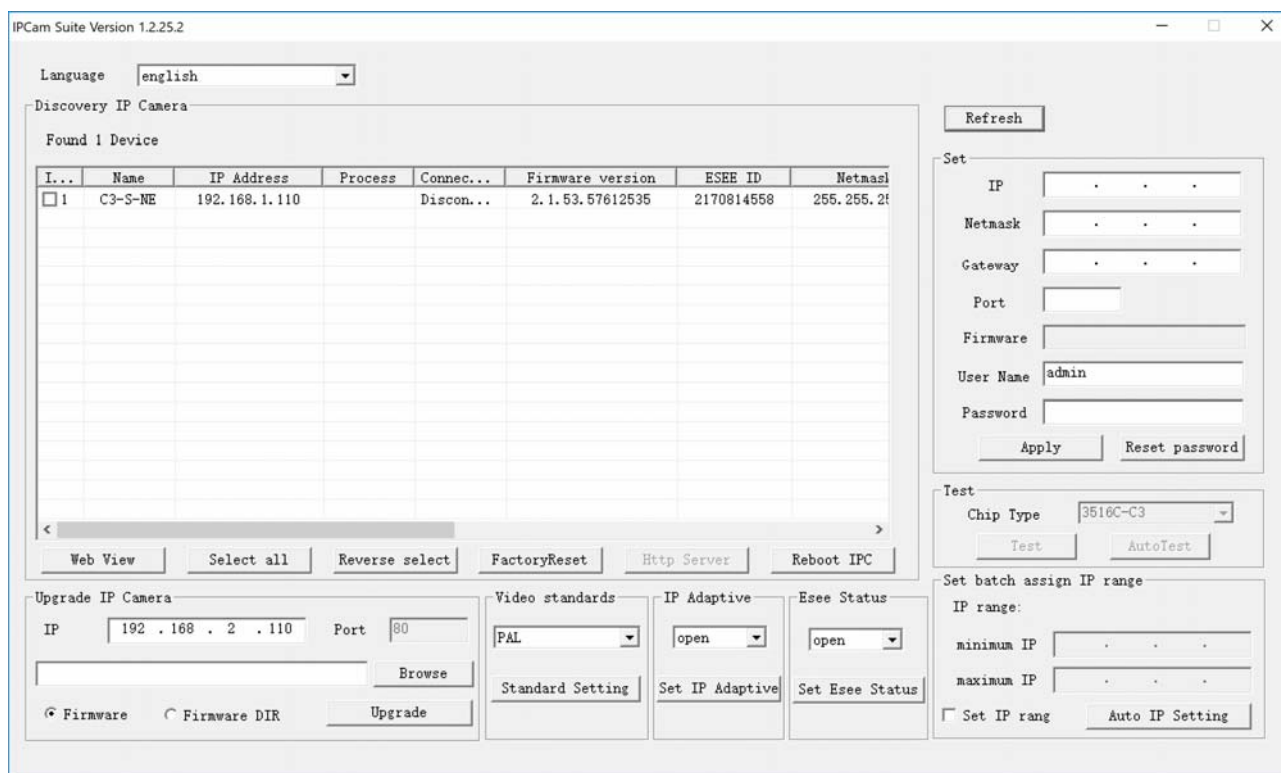 IPCam Suite Version 1.2.25.2
Language english
Discovery IP Camera
Found 1 Device
I... Name IP Address Process Connec... Firmware version ESEE ID Netmask
1 C3-S-NE 192.168.1.110 Discon... 2.1.53.57612535 2170814558 255.255.25
Web View Select all Reverse select FactoryReset Http Server Reboot IPC
Refresh
Set
IP . . .
Netmask . . .
Gateway . . .
Port
Firmware
User Name admin
Password
Apply Reset password
Test
Chip Type 3516C-C3
Test AutoTest
Upgrade IP Camera
IP 192 . 168 . 2 . 110 Port 80
Browse
Firmware Firmware DIR Upgrade
Video standards
PAL
Standard Setting
IP Adaptive
open
Set IP Adaptive
Esee Status
open
Set Esee Status
Set batch assign IP range
IP range:
minimum IP . . .
maximum IP . . .
Set IP rang Auto IP Setting